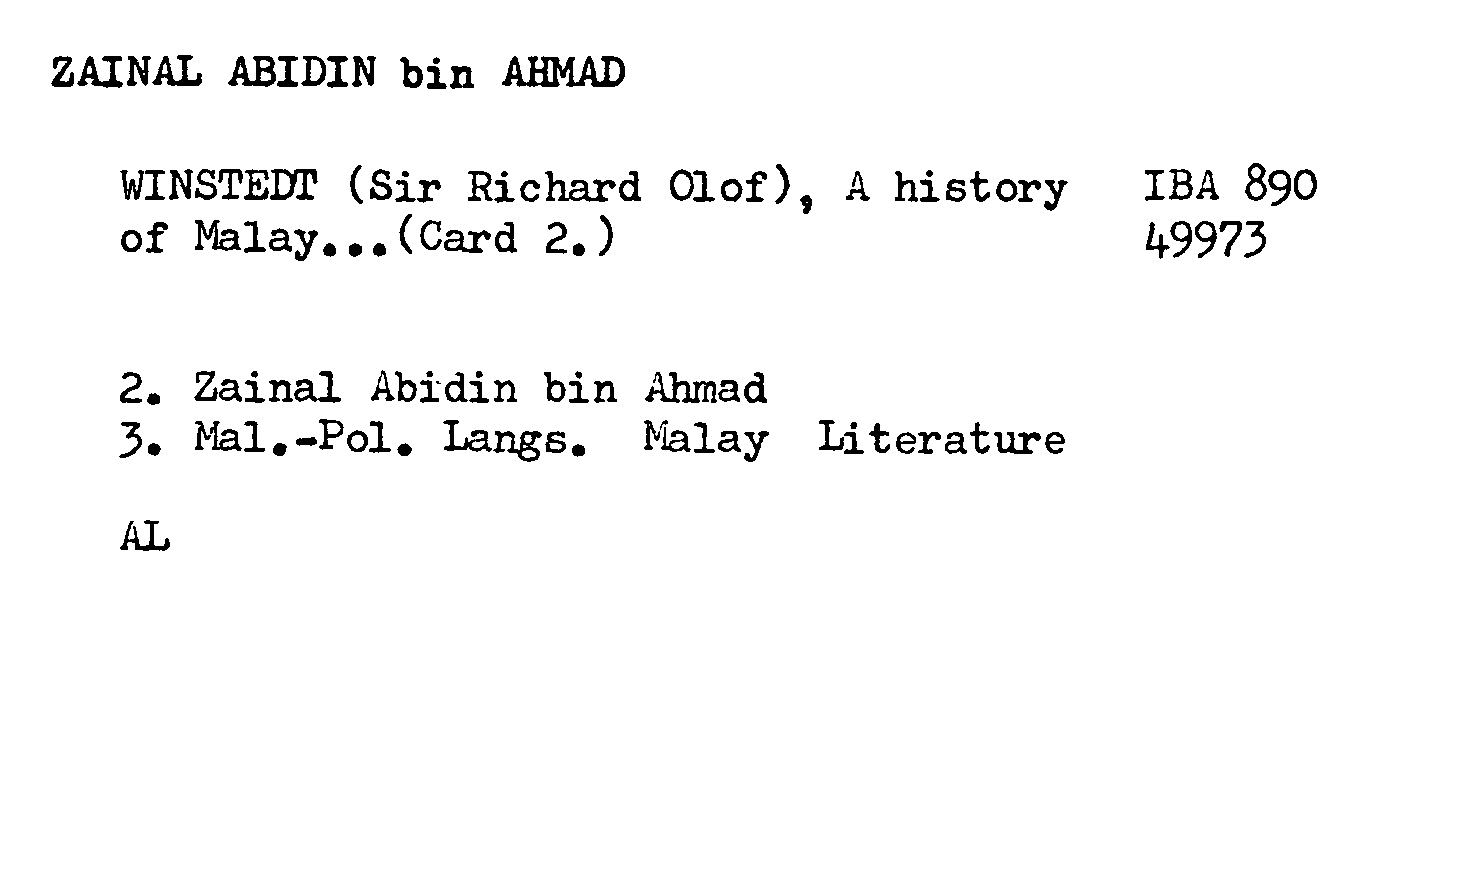 ZAINAL ABIDIN bin AHMAD
WINSTEDT (Sir Richard Olof), A history IBA 890
of Malay...(Card 2.) 49973
2. Zainal Abidin bin Ahmad
3. Mal.-Pol. Langs. Malay Literature
AL